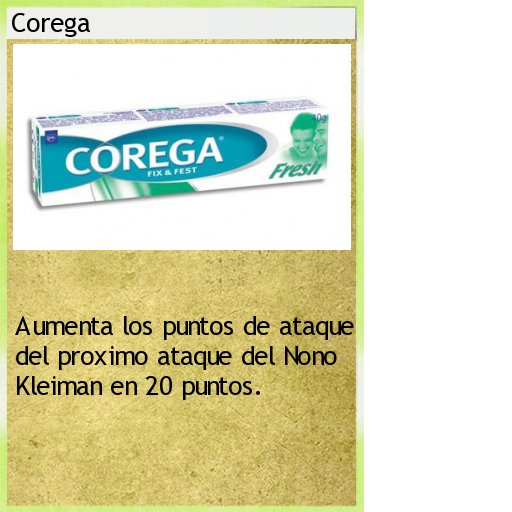 Corega
40g
COREGA®
FIX & FEST
Fresh
Aumenta los puntos de ataque
del proximo ataque del Nono
Kleiman en 20 puntos.